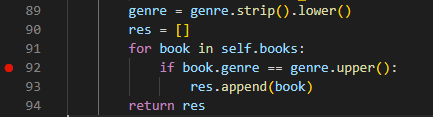 89 genre = genre.strip().lower()
90 res = []
91 for book in self.books:
92 if book.genre == genre.upper():
93 res.append(book)
94 return res